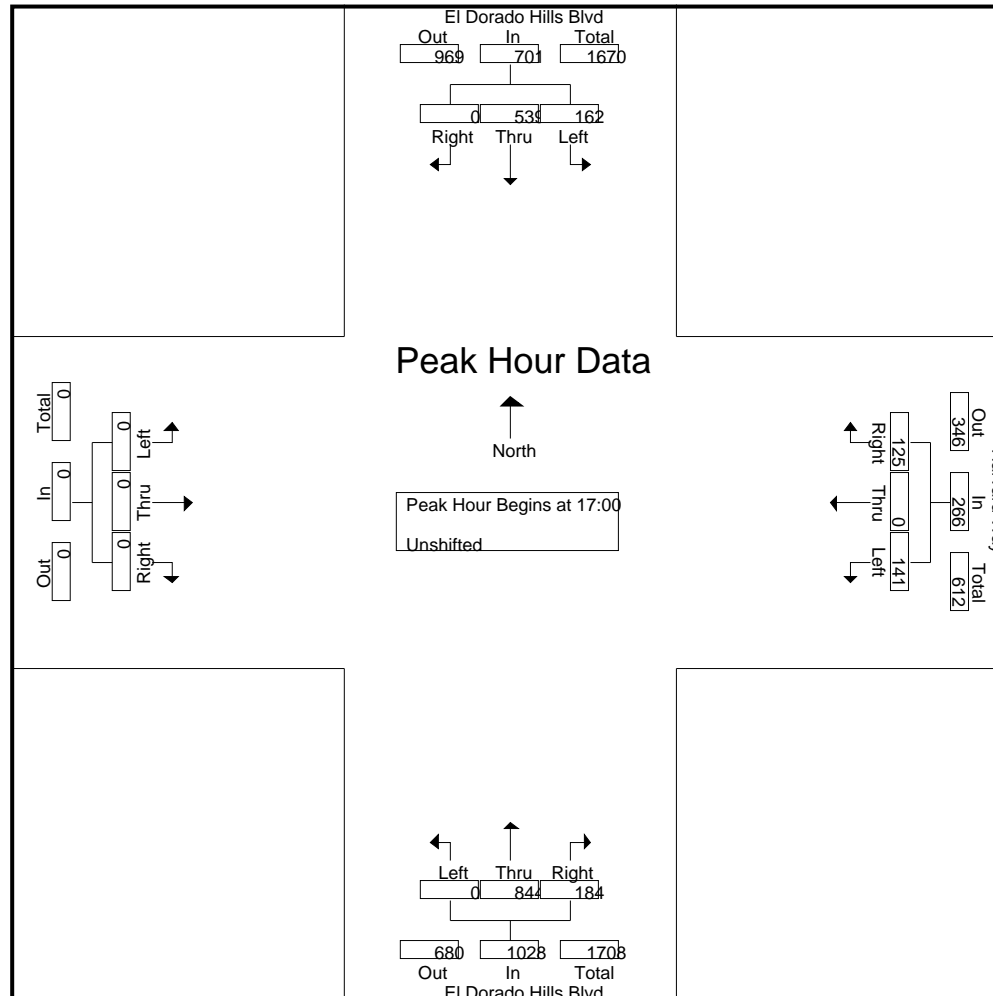 El Dorado Hills Blvd
Out In Total
969 701 1670
0 539 162
Right Thru Left
Peak Hour Data
North
Peak Hour Begins at 17:00
Unshifted
Total In Out
0 0 0
0 0 0
Left Thru Right
Right Thru Left
125 0 141
346 266 612
Out In Total
Left Thru Right
0 844 184
680 1028 1708
Out In Total
El Dorado Hills Blvd